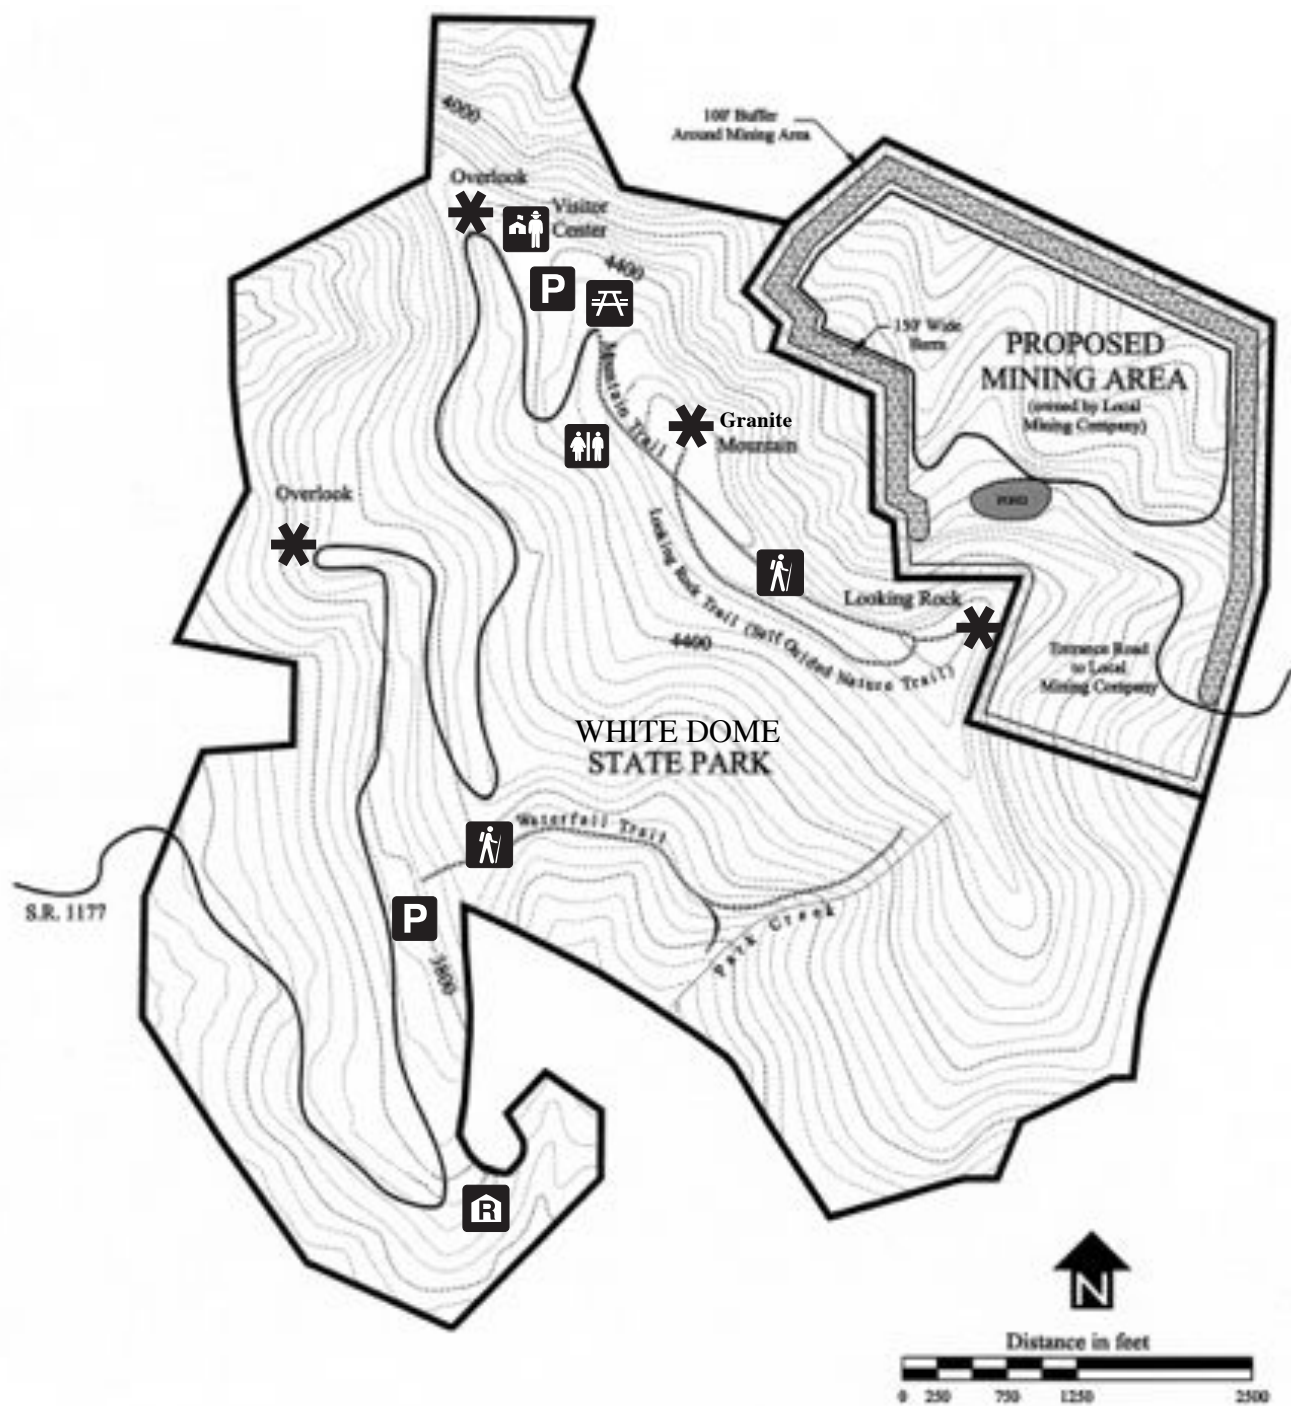 4000
100' Buffer
Around Mining Area
Overlook
Visitor
Center
4400
P
150' Wide
Berm
PROPOSED
MINING AREA
(owned by Local
Mining Company)
Mountain Trail
Granite
Mountain
Overlook
POND
Looking Rock Trail (Self Guided Nature Trail)
Looking Rock
4400
Entrance Road
to Local
Mining Company
WHITE DOME
STATE PARK
Waterfall Trail
S.R. 1177
P
Park Creek
3800
R
N
Distance in feet
0 250 750 1250 2500